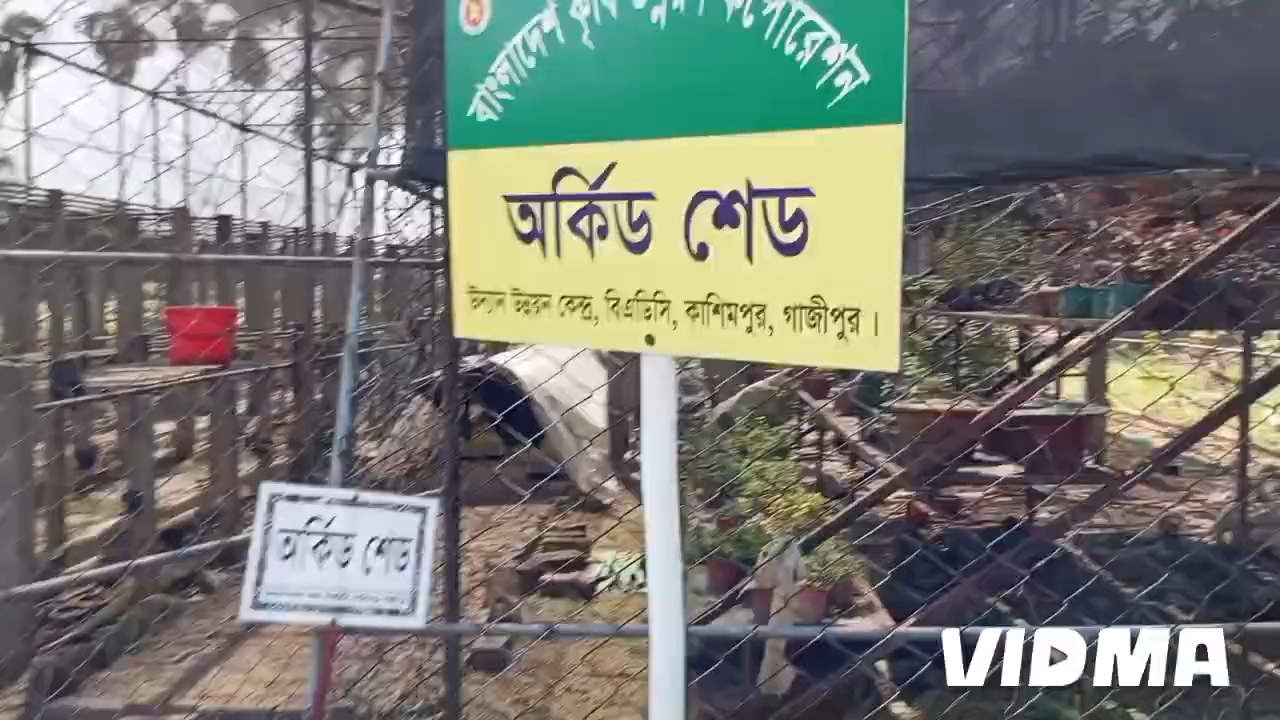 বাংলাদেশ কৃষি উন্নয়ন কর্পোরেশন
অর্কিড শেড
উদ্যান উন্নয়ন কেন্দ্র, বিএডিসি, কাশিমপুর, গাজীপুর ।
অর্কিড শেড
VIDMA